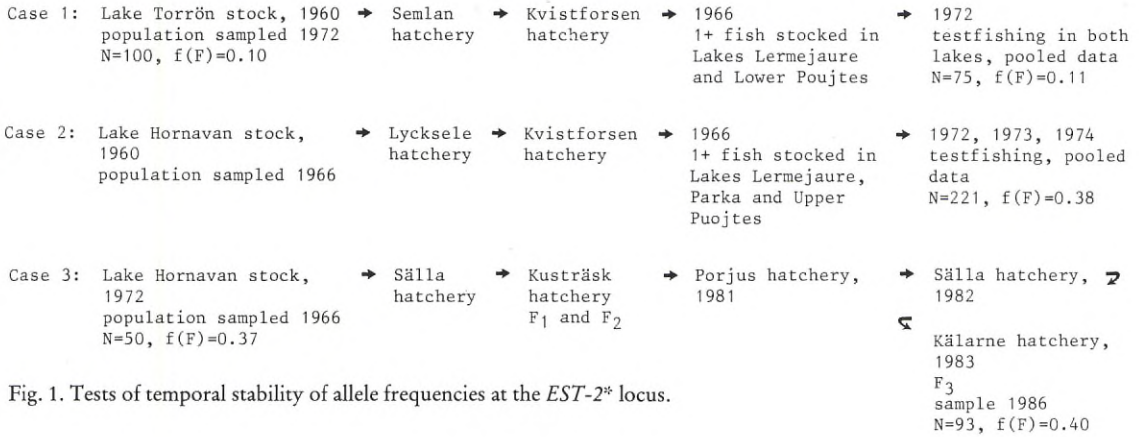 Case 1: Lake Torrön stock, 1960 → Semlan → Kvistforsen → 1966 → 1972
population sampled 1972 hatchery hatchery 1+ fish stocked in testfishing in both
N=100, f(F)=0.10 Lakes Lermejaure lakes, pooled data
and Lower Poujtes N=75, f(F)=0.11
Case 2: Lake Hornavan stock, → Lycksele → Kvistforsen → 1966 → 1972, 1973, 1974
1960 hatchery hatchery 1+ fish stocked in testfishing, pooled
population sampled 1966 Lakes Lermejaure, data
Parka and Upper N=221, f(F)=0.38
Puojtes
Case 3: Lake Hornavan stock, → Sälla → Kusträsk → Porjus hatchery, → Sälla hatchery,
1972 hatchery hatchery 1981 1982
population sampled 1966 F1 and F2
N=50, f(F)=0.37
Kälarne hatchery,
1983
F3
sample 1986
N=93, f(F)=0.40
Fig. 1. Tests of temporal stability of allele frequencies at the EST-2* locus.